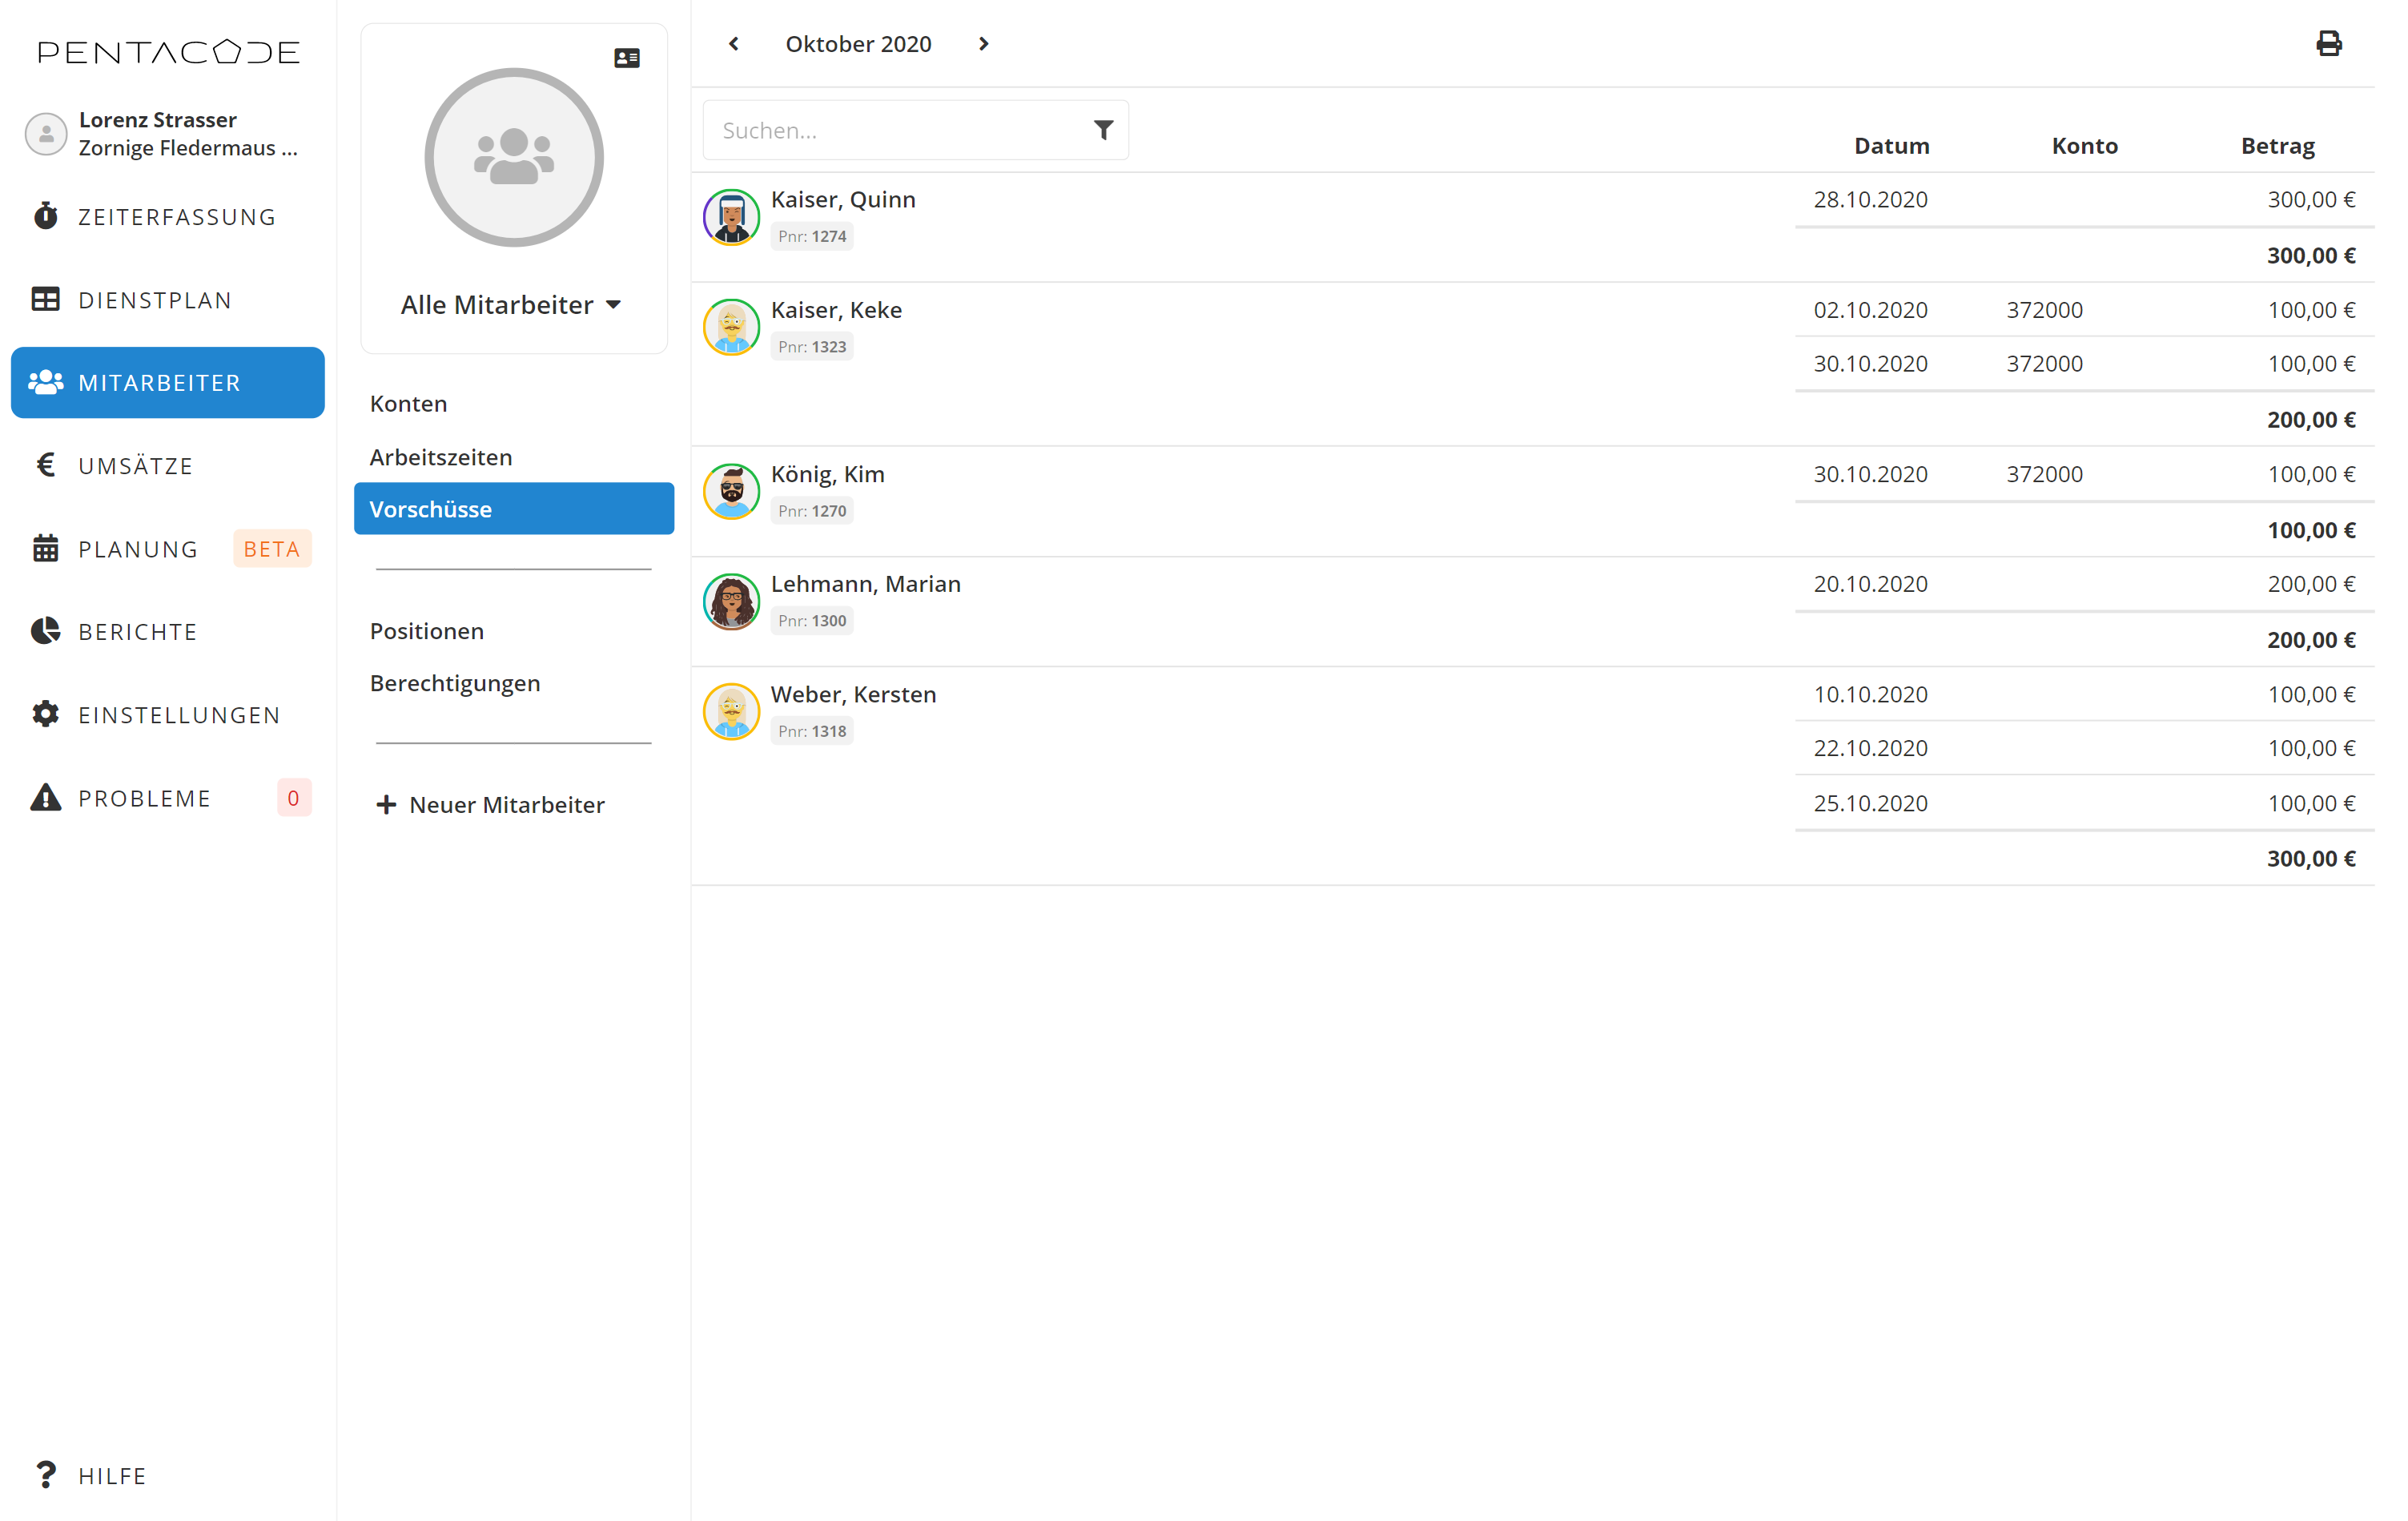 PENTACODE
Lorenz Strasser
Zornige Fledermaus ...
ZEITERFASSUNG
DIENSTPLAN
MITARBEITER
UMSÄTZE
PLANUNG BETA
BERICHTE
EINSTELLUNGEN
PROBLEME 0
HILFE
Alle Mitarbeiter
Konten
Arbeitszeiten
Vorschüsse
Positionen
Berechtigungen
Neuer Mitarbeiter
Oktober 2020
Suchen...
Datum Konto Betrag
Kaiser, Quinn 28.10.2020 300,00 €
Pnr: 1274
300,00 €
Kaiser, Keke 02.10.2020 372000 100,00 €
Pnr: 1323
30.10.2020 372000 100,00 €
200,00 €
König, Kim 30.10.2020 372000 100,00 €
Pnr: 1270
100,00 €
Lehmann, Marian 20.10.2020 200,00 €
Pnr: 1300
200,00 €
Weber, Kersten 10.10.2020 100,00 €
Pnr: 1318
22.10.2020 100,00 €
25.10.2020 100,00 €
300,00 €